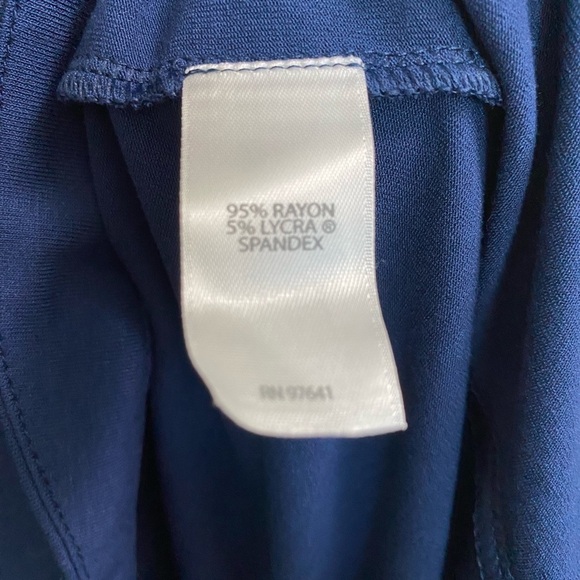 95% RAYON
5% LYCRA ®
SPANDEX
RN 97641